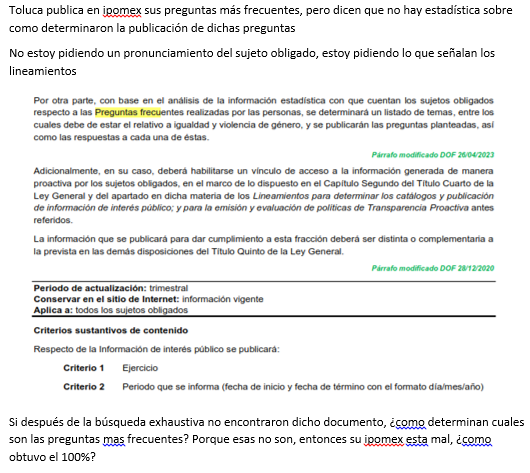 Toluca publica en ipomex sus preguntas más frecuentes, pero dicen que no hay estadística sobre
como determinaron la publicación de dichas preguntas
No estoy pidiendo un pronunciamiento del sujeto obligado, estoy pidiendo lo que señalan los
lineamientos
Por otra parte, con base en el análisis de la información estadística con que cuentan los sujetos obligados
respecto a las Preguntas frecuentes realizadas por las personas, se determinará un listado de temas, entre los
cuales debe de estar el relativo a igualdad y violencia de género, y se publicarán las preguntas planteadas, así
como las respuestas a cada una de éstas.
Párrafo modificado DOF 26/04/2023
Adicionalmente, en su caso, deberá habilitarse un vínculo de acceso a la información generada de manera
proactiva por los sujetos obligados, en el marco de lo dispuesto en el Capítulo Segundo del Título Cuarto de la
Ley General y del apartado en dicha materia de los Lineamientos para determinar los catálogos y publicación
de información de interés público; y para la emisión y evaluación de políticas de Transparencia Proactiva antes
referidos.
La información que se publicará para dar cumplimiento a esta fracción deberá ser distinta o complementaria a
la prevista en las demás disposiciones del Título Quinto de la Ley General.
Párrafo modificado DOF 28/12/2020
Periodo de actualización: trimestral
Conservar en el sitio de Internet: información vigente
Aplica a: todos los sujetos obligados
Criterios sustantivos de contenido
Respecto de la Información de interés público se publicará:
Criterio 1 Ejercicio
Criterio 2 Periodo que se informa (fecha de inicio y fecha de término con el formato día/mes/año)
Si después de la búsqueda exhaustiva no encontraron dicho documento, ¿como determinan cuales
son las preguntas mas frecuentes? Porque esas no son, entonces su ipomex esta mal, ¿como
obtuvo el 100%?